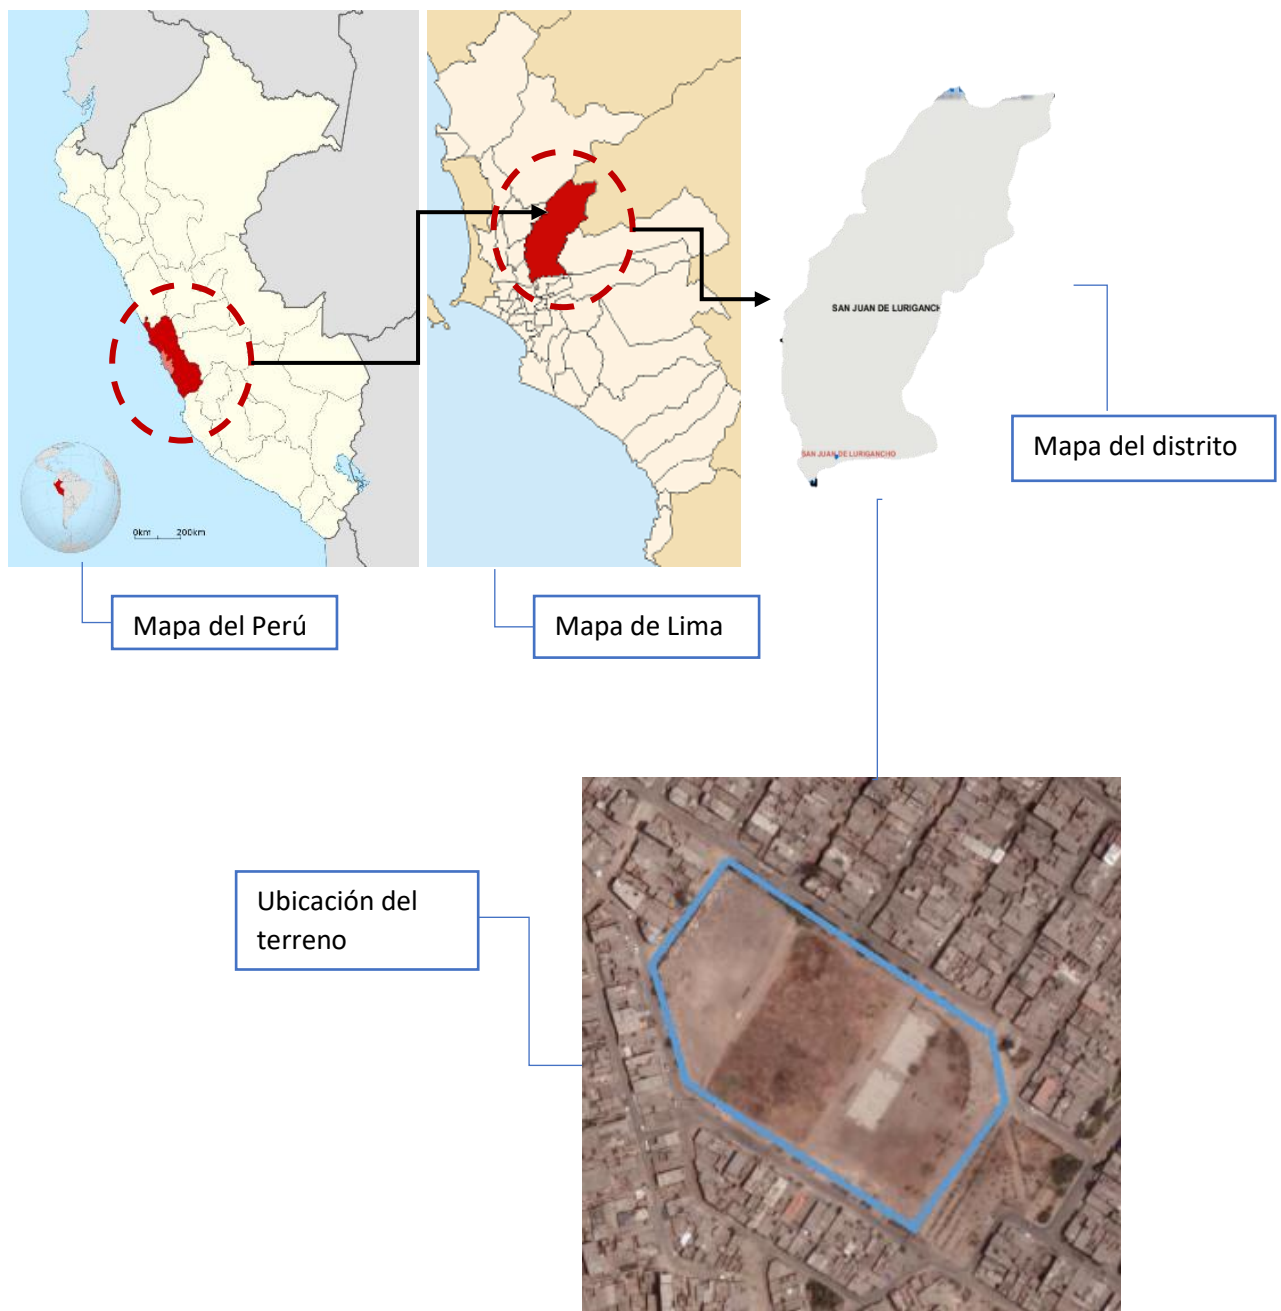 SAN JUAN DE LURIGANCH
SAN JUAN DE LURIGANCHO
Mapa del distrito
0km
200km
Mapa del Perú
Mapa de Lima
Ubicación del
terreno